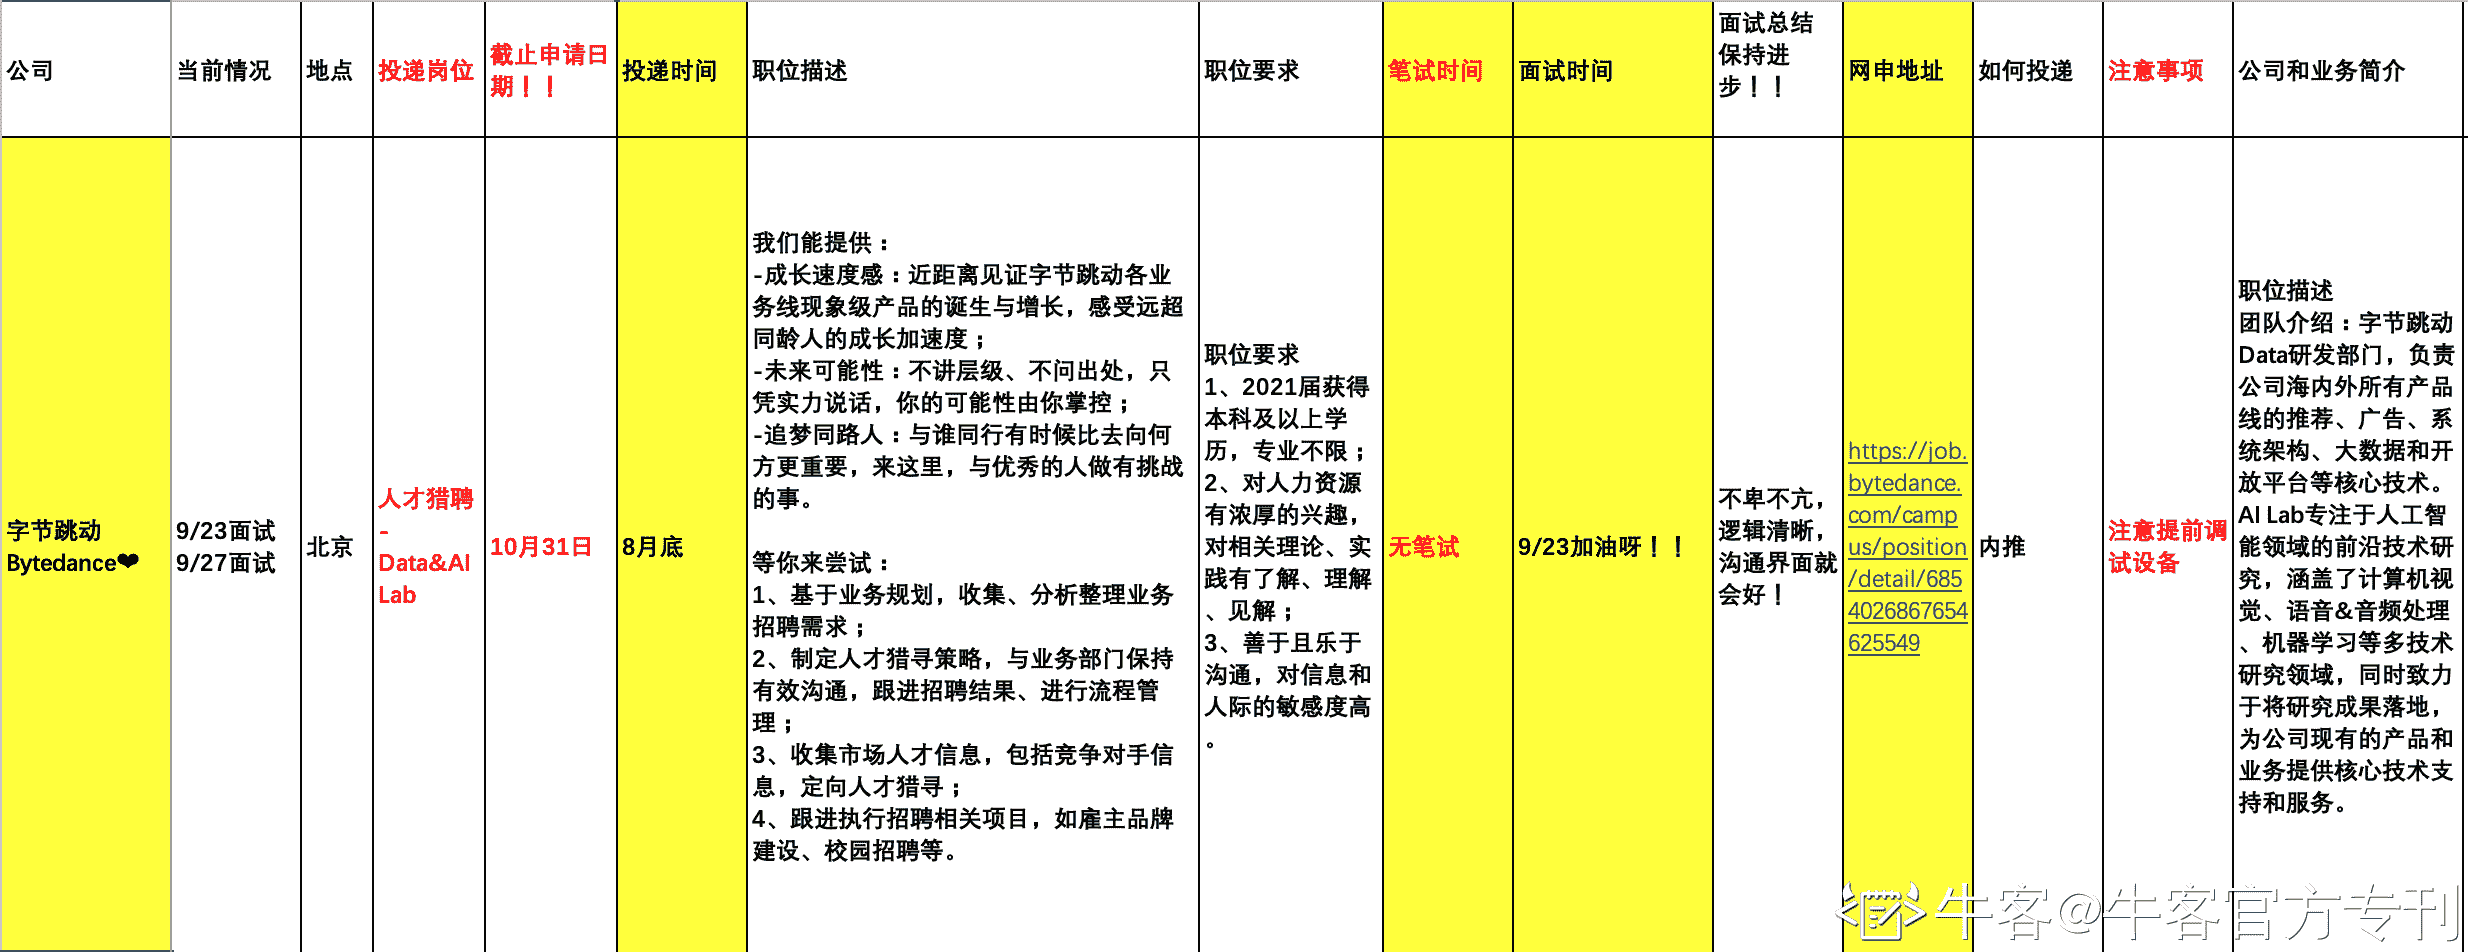 公司
当前情况
地点
投递岗位
截止申请日
期！！
投递时间
职位描述
职位要求
笔试时间
面试时间
面试总结
保持进
步！！
网申地址
如何投递
注意事项
公司和业务简介
字节跳动
Bytedance❤
9/23面试
9/27面试
北京
人才猎聘
-
Data&AI
Lab
10月31日
8月底
我们能提供：
-成长速度感：近距离见证字节跳动各业
务线现象级产品的诞生与增长，感受远超
同龄人的成长加速度；
-未来可能性：不讲层级、不问出处，只
凭实力说话，你的可能性由你掌控；
-追梦同路人：与谁同行有时候比去向何
方更重要，来这里，与优秀的人做有挑战
的事。
等你来尝试：
1、基于业务规划，收集、分析整理业务
招聘需求；
2、制定人才猎寻策略，与业务部门保持
有效沟通，跟进招聘结果、进行流程管
理；
3、收集市场人才信息，包括竞争对手信
息，定向人才猎寻；
4、跟进执行招聘相关项目，如雇主品牌
建设、校园招聘等。
职位要求
1、2021届获得
本科及以上学
历，专业不限；
2、对人力资源
有浓厚的兴趣，
对相关理论、实
践有了解、理解
、见解；
3、善于且乐于
沟通，对信息和
人际的敏感度高
。
无笔试
9/23加油呀！！
不卑不亢，
逻辑清晰，
沟通界面就
会好！
https://job.
bytedance.
com/camp
us/position
/detail/685
4026867654
625549
内推
注意提前调
试设备
职位描述
团队介绍：字节跳动
Data研发部门，负责
公司海内外所有产品
线的推荐、广告、系
统架构、大数据和开
放平台等核心技术。
AI Lab专注于人工智
能领域的前沿技术研
究，涵盖了计算机视
觉、语音&音频处理
、机器学习等多技术
研究领域，同时致力
于将研究成果落地，
为公司现有的产品和
业务提供核心技术支
持和服务。
牛客@牛客官方专刊